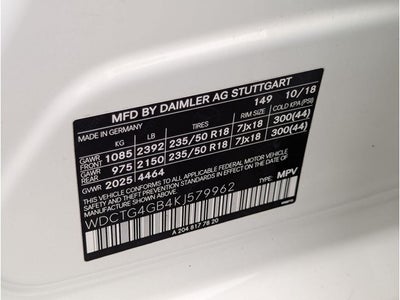 MFD BY DAIMLER AG STUTTGART
MADE IN GERMANY 149 10/18
KG LB TIRES RIM SIZE COLD KPA (PSI)
GAWR FRONT 1085 2392 235/50 R18 7Jx18 300(44)
GAWR REAR 975 2150 235/50 R18 7Jx18 300(44)
GVWR 2025 4464
THIS VEHICLE CONFORMS TO ALL APPLICABLE FEDERAL MOTOR VEHICLE
SAFETY, BUMPER, AND THEFT PREVENTION STANDARDS IN EFFECT
ON THE DATE OF MANUFACTURE SHOWN ABOVE.
WDCTG4GB4KJ579962 TYPE: MPV
A 204 817 78 20